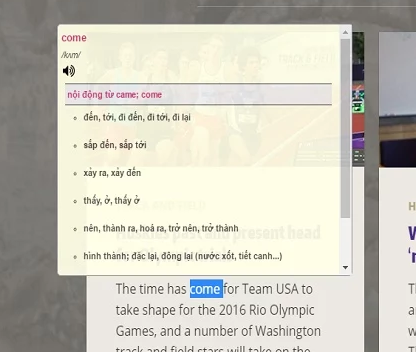 come
/kʌm/
nội động từ came; come
đến, tới, đi đến, đi tới, đi lại
sắp đến, sắp tới
xảy ra, xảy đến
thấy, ở, thấy ở
nên, thành ra, hoá ra, trở nên, trở thành
hình thành; đặc lại, đông lại (nước xốt, tiết canh...)
The time has come for Team USA to
take shape for the 2016 Rio Olympic
Games, and a number of Washington
track and field stars will take on the